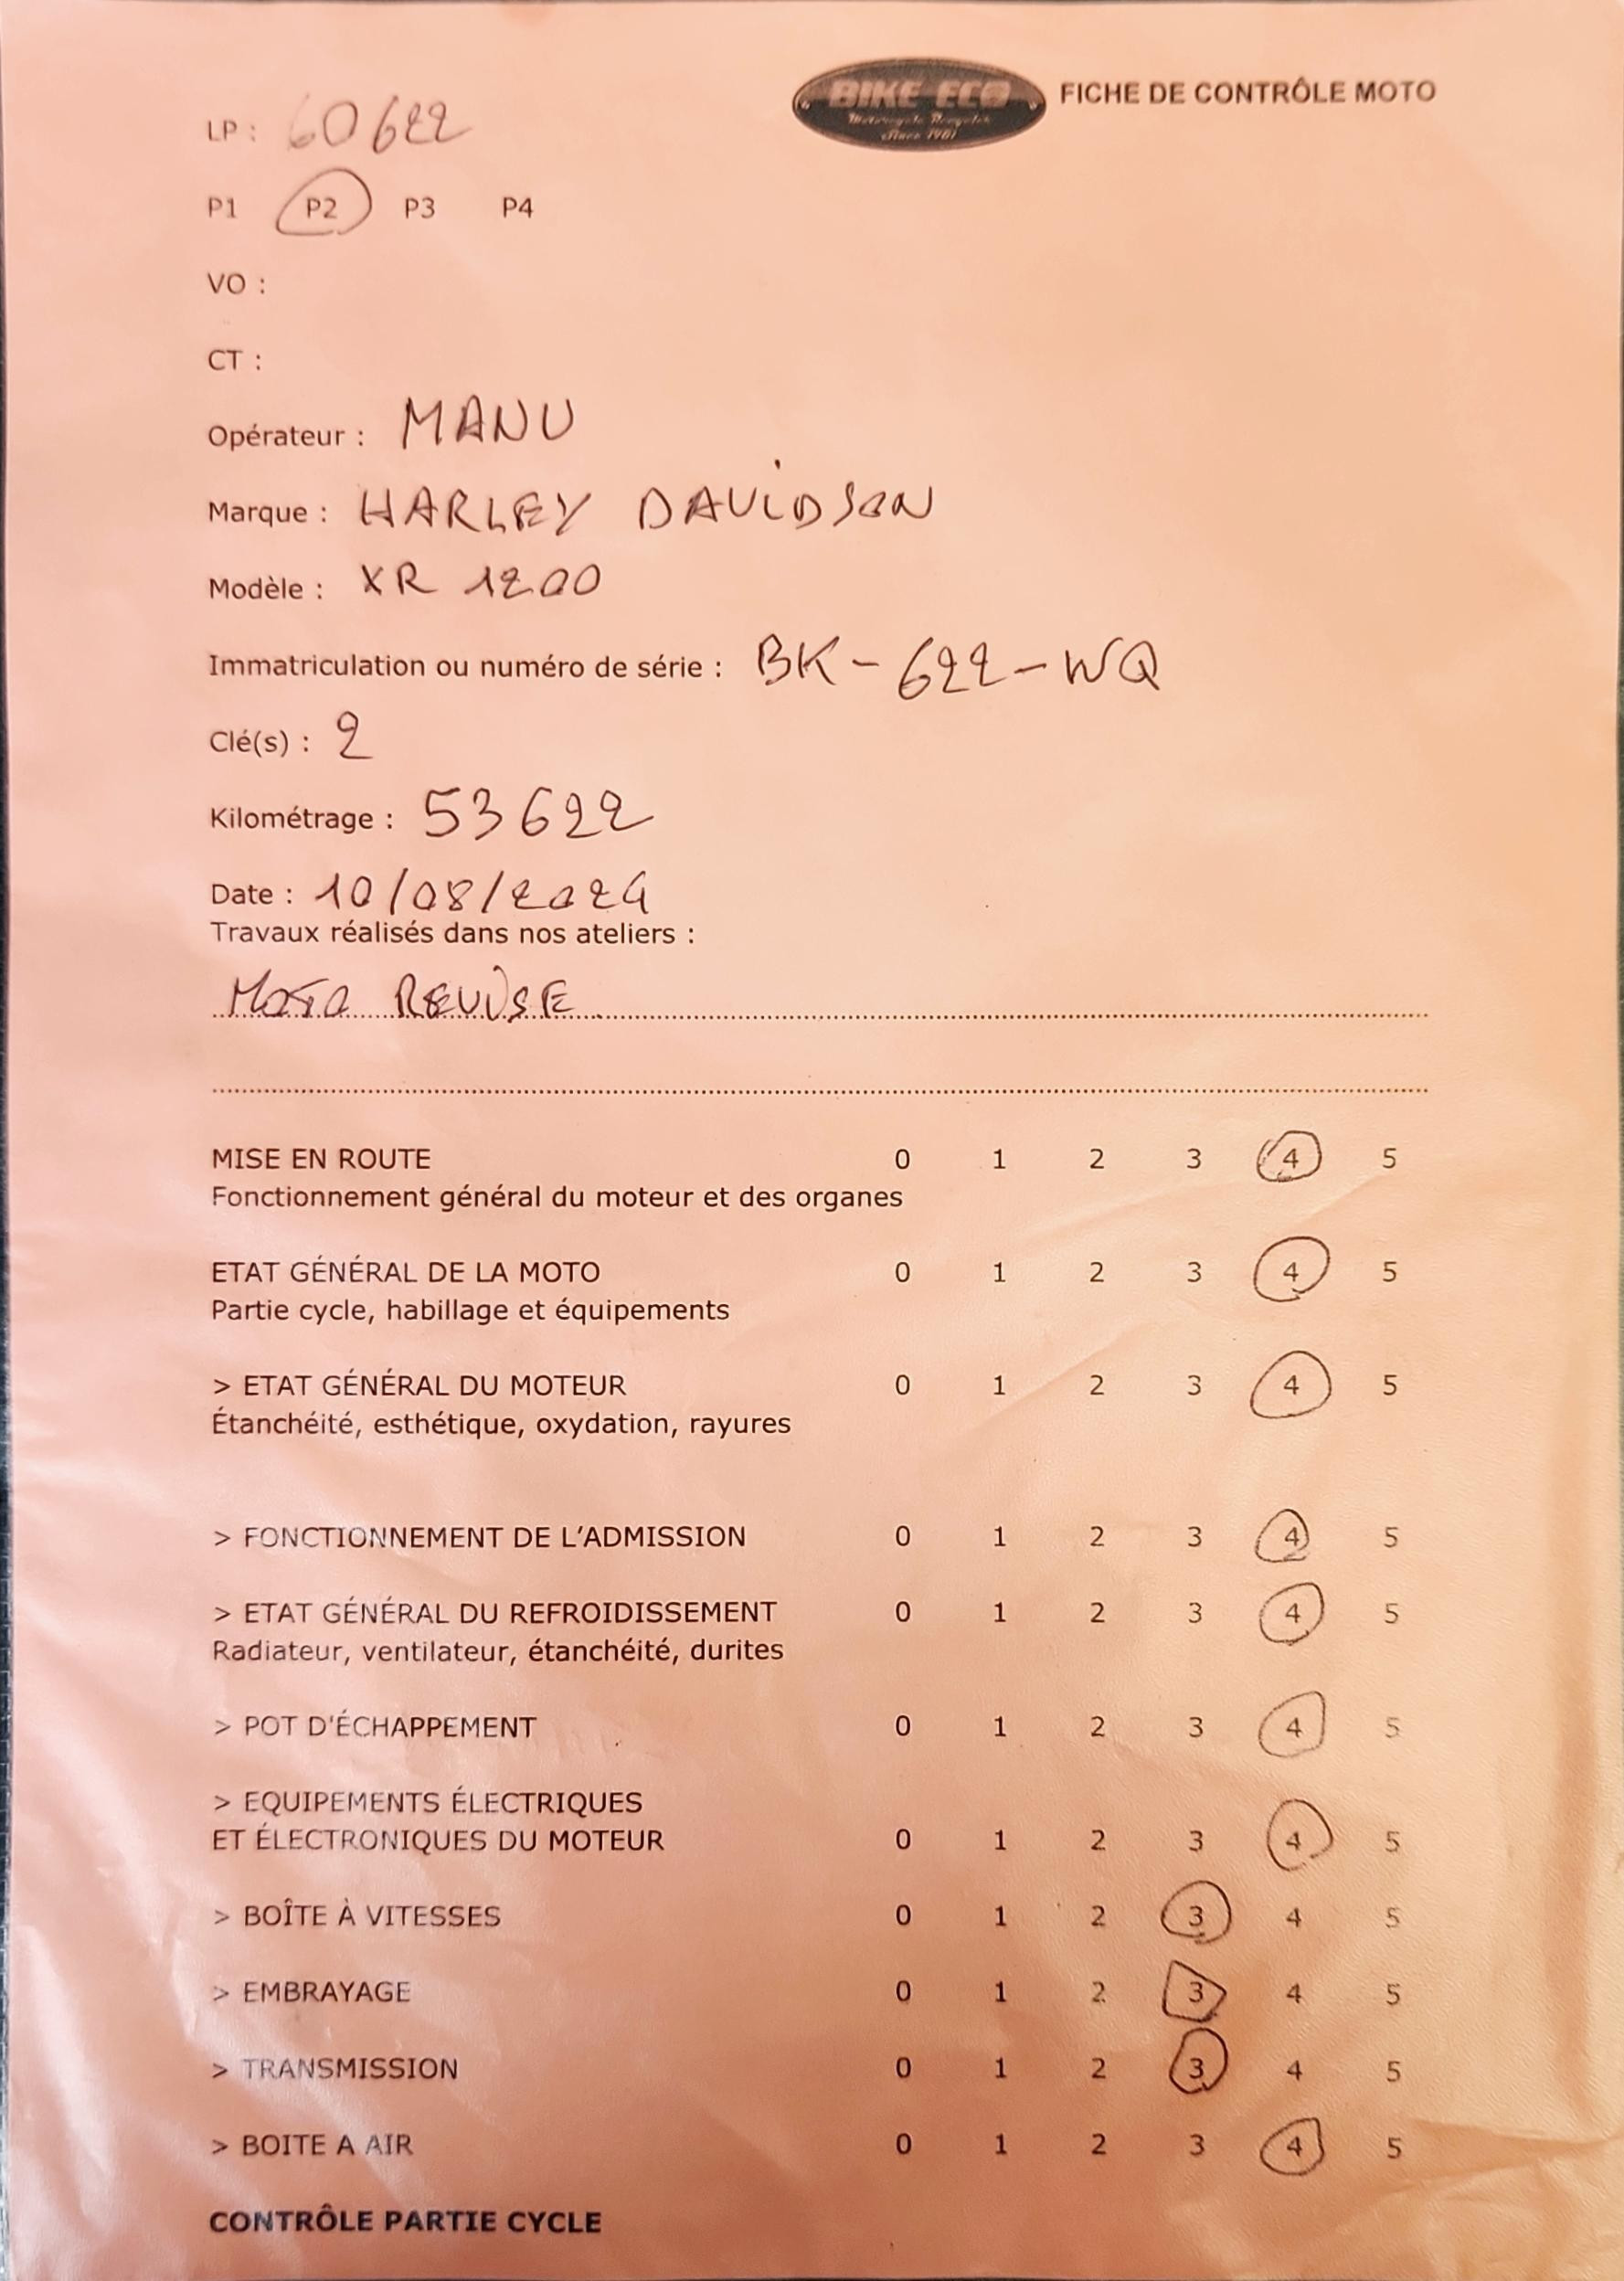 BIKE ECO
Motorcycle Recycler
Since 1981
FICHE DE CONTRÔLE MOTO
LP : 60622
P1 P2 P3 P4
VO :
CT :
Opérateur : MANU
Marque : HARLEY DAVIDSON
Modèle : XR 1200
Immatriculation ou numéro de série : BK-622-WQ
Clé(s) : 2
Kilométrage : 53622
Date : 10/08/2024
Travaux réalisés dans nos ateliers :
MOTO REVISE
MISE EN ROUTE 0 1 2 3 4 5
Fonctionnement général du moteur et des organes
ETAT GÉNÉRAL DE LA MOTO 0 1 2 3 4 5
Partie cycle, habillage et équipements
> ETAT GÉNÉRAL DU MOTEUR 0 1 2 3 4 5
Étanchéité, esthétique, oxydation, rayures
> FONCTIONNEMENT DE L'ADMISSION 0 1 2 3 4 5
> ETAT GÉNÉRAL DU REFROIDISSEMENT 0 1 2 3 4 5
Radiateur, ventilateur, étanchéité, durites
> POT D'ÉCHAPPEMENT 0 1 2 3 4 5
> EQUIPEMENTS ÉLECTRIQUES
ET ÉLECTRONIQUES DU MOTEUR 0 1 2 3 4 5
> BOÎTE À VITESSES 0 1 2 3 4 5
> EMBRAYAGE 0 1 2 3 4 5
> TRANSMISSION 0 1 2 3 4 5
> BOITE A AIR 0 1 2 3 4 5
CONTRÔLE PARTIE CYCLE